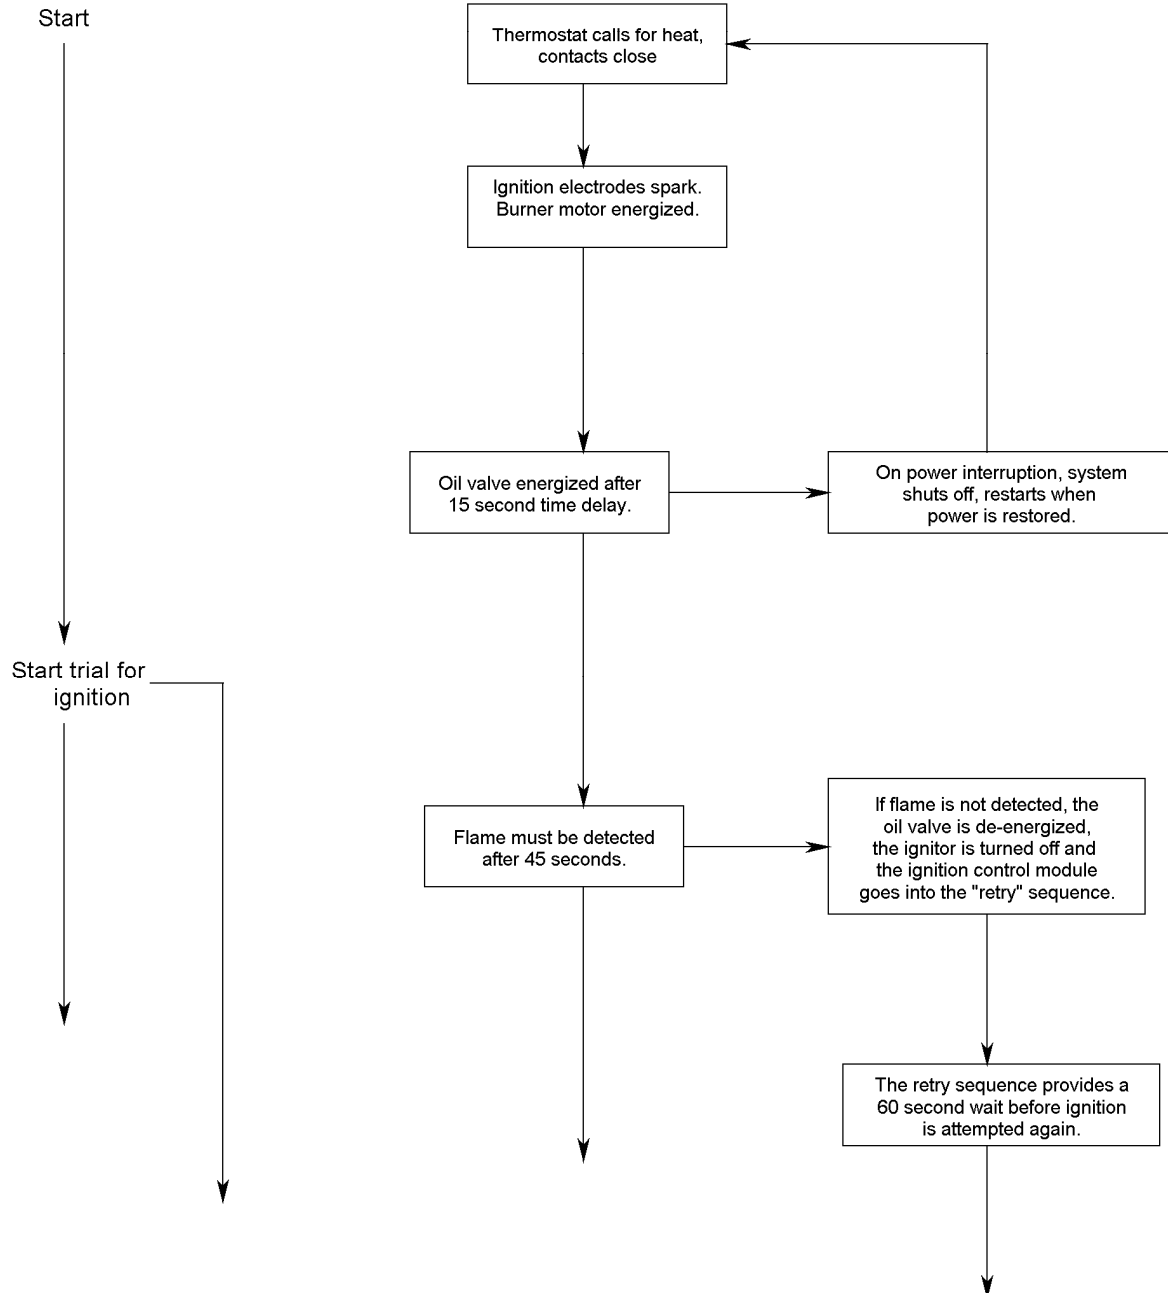 Start
Thermostat calls for heat,
contacts close
Ignition electrodes spark.
Burner motor energized.
Oil valve energized after
15 second time delay.
On power interruption, system
shuts off, restarts when
power is restored.
Start trial for
ignition
Flame must be detected
after 45 seconds.
If flame is not detected, the
oil valve is de-energized,
the ignitor is turned off and
the ignition control module
goes into the "retry" sequence.
The retry sequence provides a
60 second wait before ignition
is attempted again.